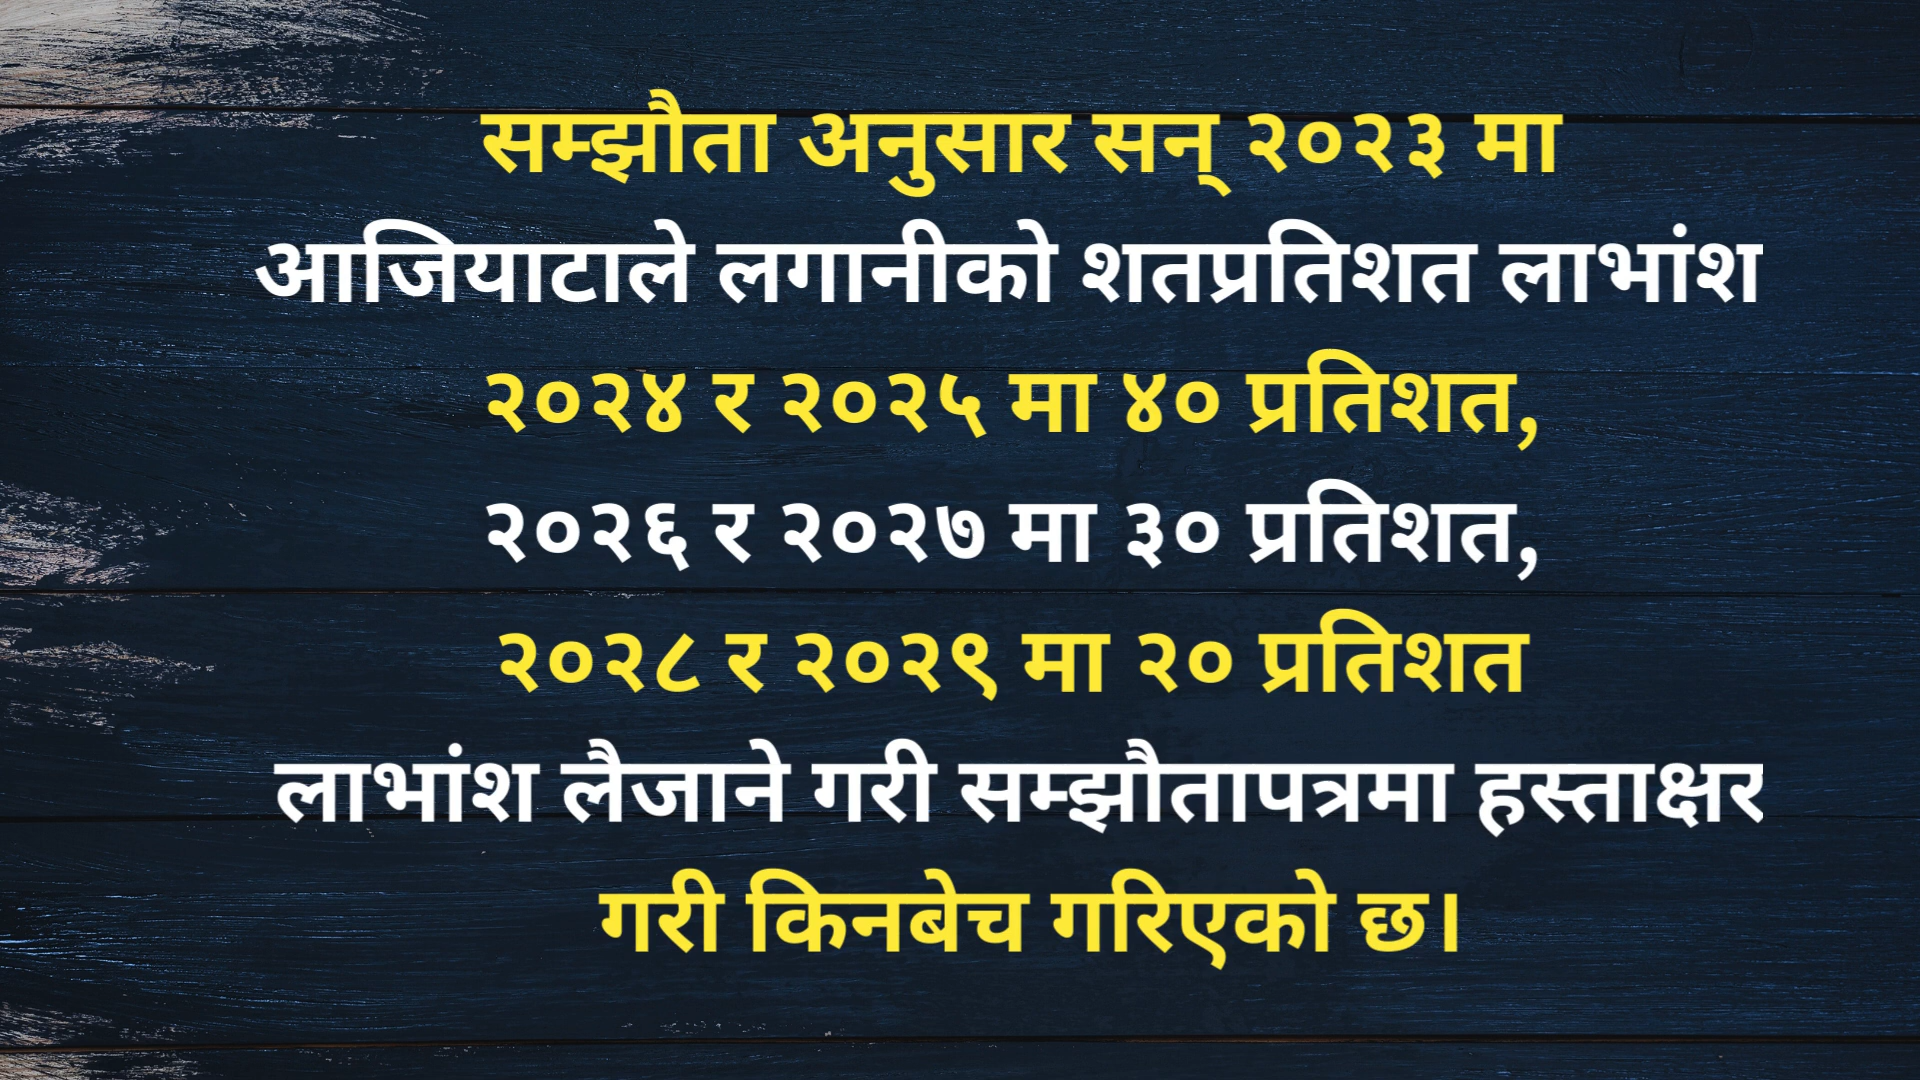 सम्झौता अनुसार सन् २०२३ मा
आजियाटाले लगानीको शतप्रतिशत लाभांश
२०२४ र २०२५ मा ४० प्रतिशत,
२०२६ र २०२७ मा ३० प्रतिशत,
२०२८ र २०२९ मा २० प्रतिशत
लाभांश लैजाने गरी सम्झौतापत्रमा हस्ताक्षर
गरी किनबेच गरिएको छ।